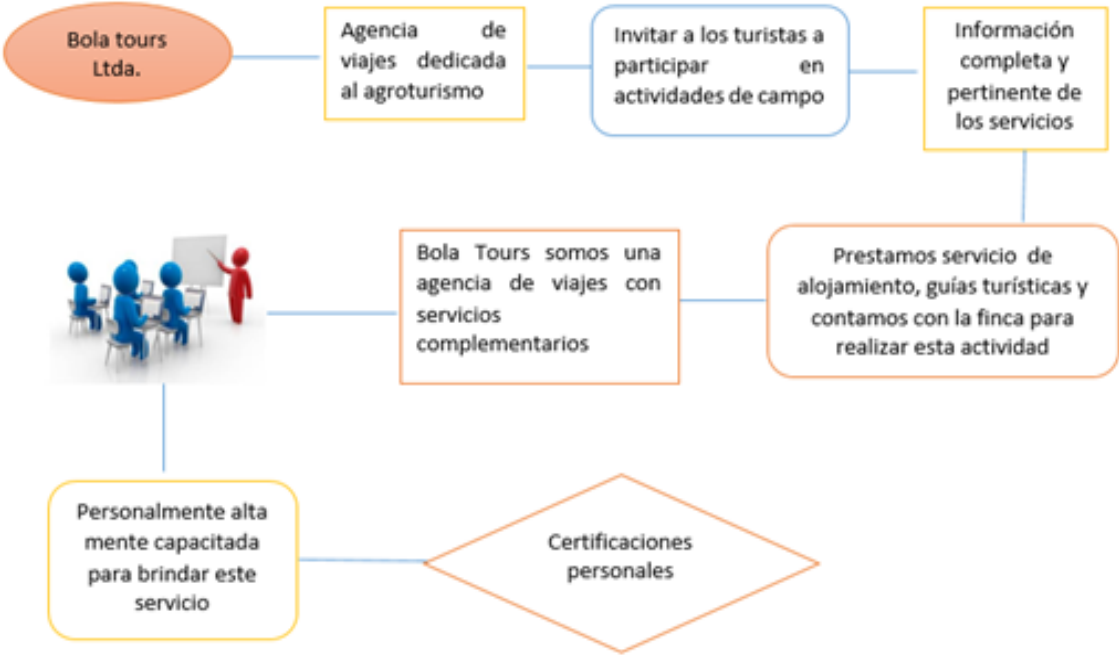 Bola tours
Ltda.
Agencia de
viajes dedicada
al agroturismo
Invitar a los turistas a
participar en
actividades de campo
Información
completa y
pertinente de
los servicios
Prestamos servicio de
alojamiento, guías turísticas y
contamos con la finca para
realizar esta actividad
Bola Tours somos una
agencia de viajes con
servicios
complementarios
Personalmente alta
mente capacitada
para brindar este
servicio
Certificaciones
personales